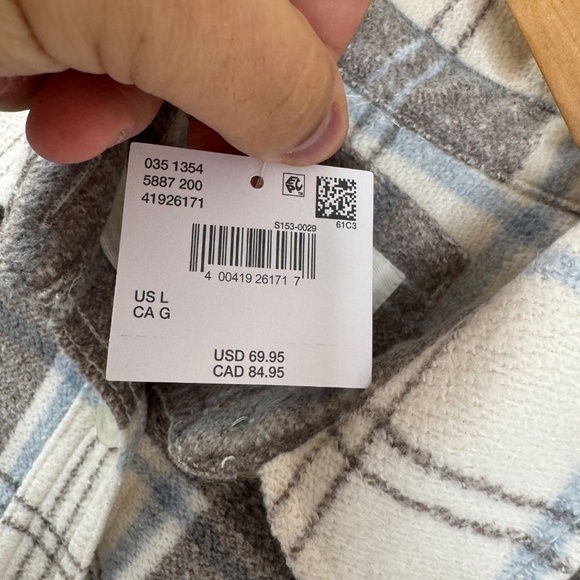 035 1354
5887 200
41926171
61C3
S153-0029
4 00419 26171 7
US L
CA G
USD 69.95
CAD 84.95